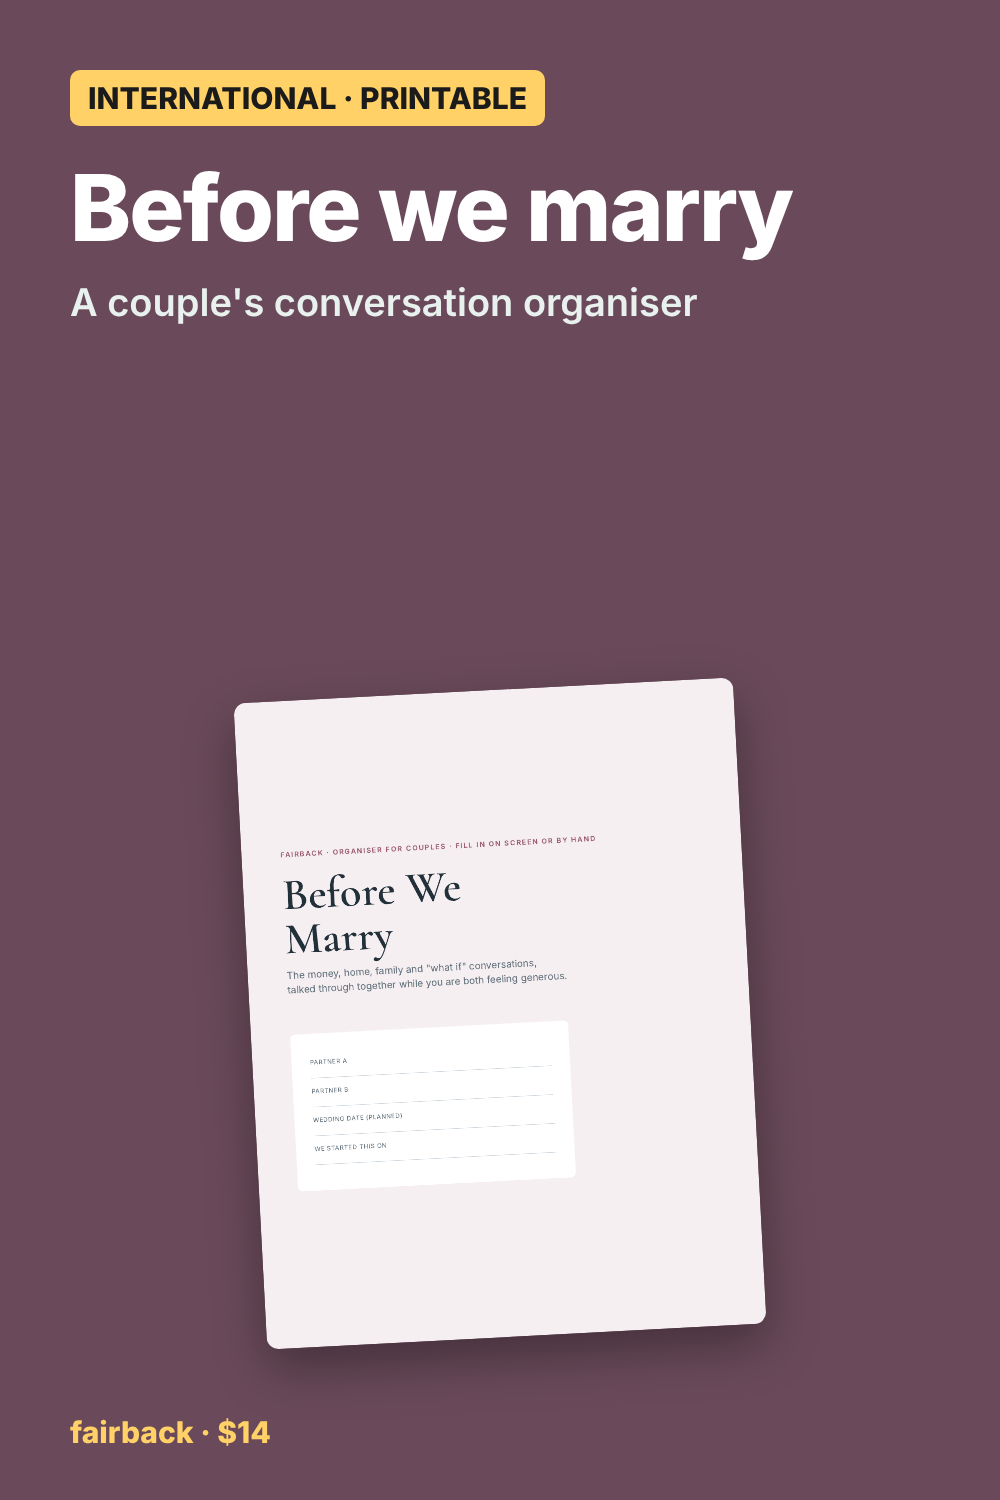 INTERNATIONAL · PRINTABLE
Before we marry
A couple's conversation organiser
FAIRBACK · ORGANISER FOR COUPLES · FILL IN ON SCREEN OR BY HAND
Before We
Marry
The money, home, family and "what if" conversations,
talked through together while you are both feeling generous.
PARTNER A
PARTNER B
WEDDING DATE (PLANNED)
WE STARTED THIS ON
fairback · $14